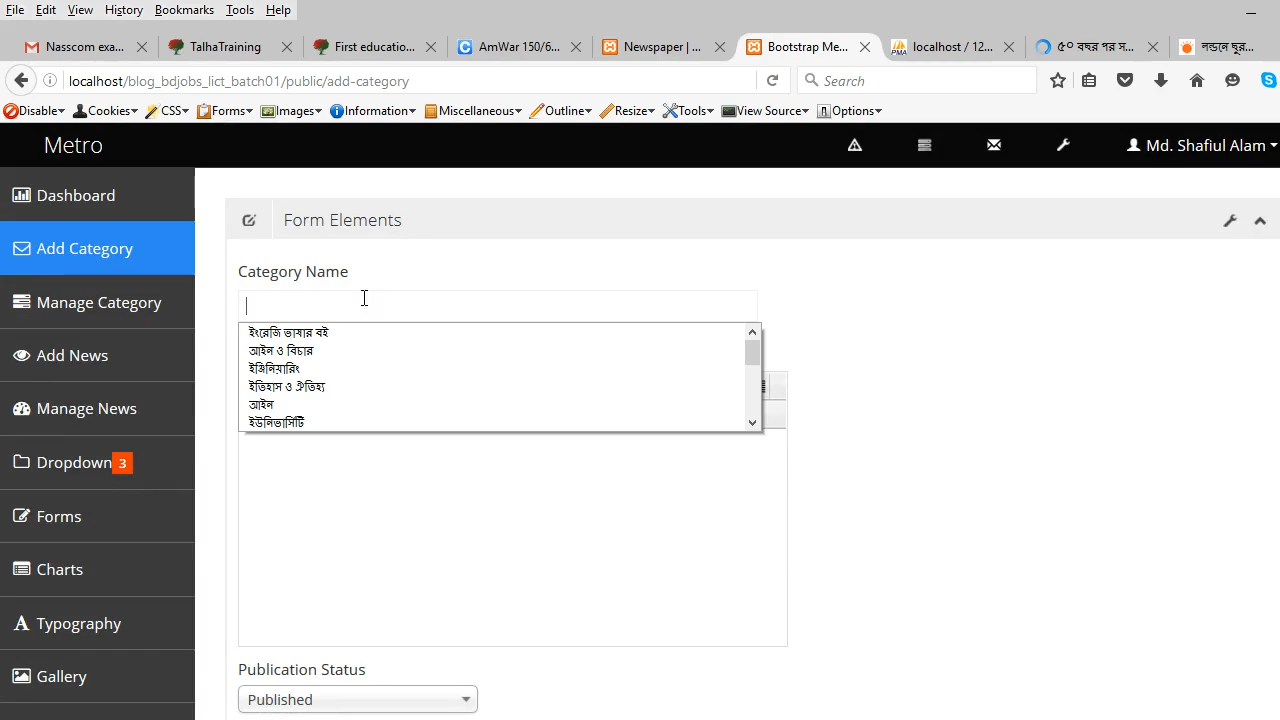 File Edit View History Bookmarks Tools Help
Nasscom exa... TalhaTraining First educatio... AmWar 150/6... Newspaper | ... Bootstrap Me... localhost / 12... ৫০ বছর পর স... লন্ডনে ছুর...
localhost/blog_bdjobs_lict_batch01/public/add-category Search
Disable Cookies CSS Forms Images Information Miscellaneous Outline Resize Tools View Source Options
Metro Md. Shafiul Alam
Dashboard
Add Category
Manage Category
Add News
Manage News
Dropdown 3
Forms
Charts
Typography
Gallery
Form Elements
Category Name
ইংরেজি ভাষার বই
আইন ও বিচার
ইঞ্জিনিয়ারিং
ইতিহাস ও ঐতিহ্য
আইন
ইউনিভার্সিটি
Publication Status
Published